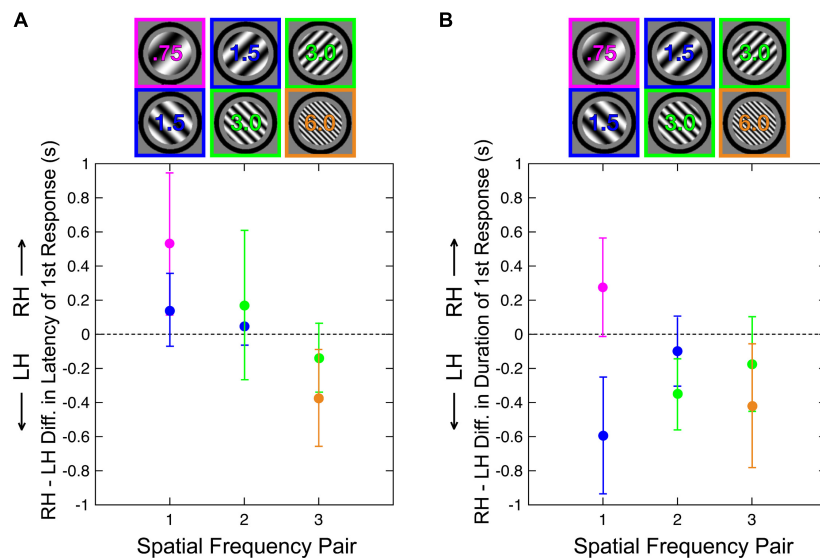 A
B
.75 1.5 3.0
1.5 3.0 6.0
.75 1.5 3.0
1.5 3.0 6.0
RH - LH Diff. in Latency of 1st Response (s)
← LH RH →
1
0.8
0.6
0.4
0.2
0
-0.2
-0.4
-0.6
-0.8
-1
1 2 3
Spatial Frequency Pair
RH - LH Diff. in Duration of 1st Response (s)
← LH RH →
1
0.8
0.6
0.4
0.2
0
-0.2
-0.4
-0.6
-0.8
-1
1 2 3
Spatial Frequency Pair